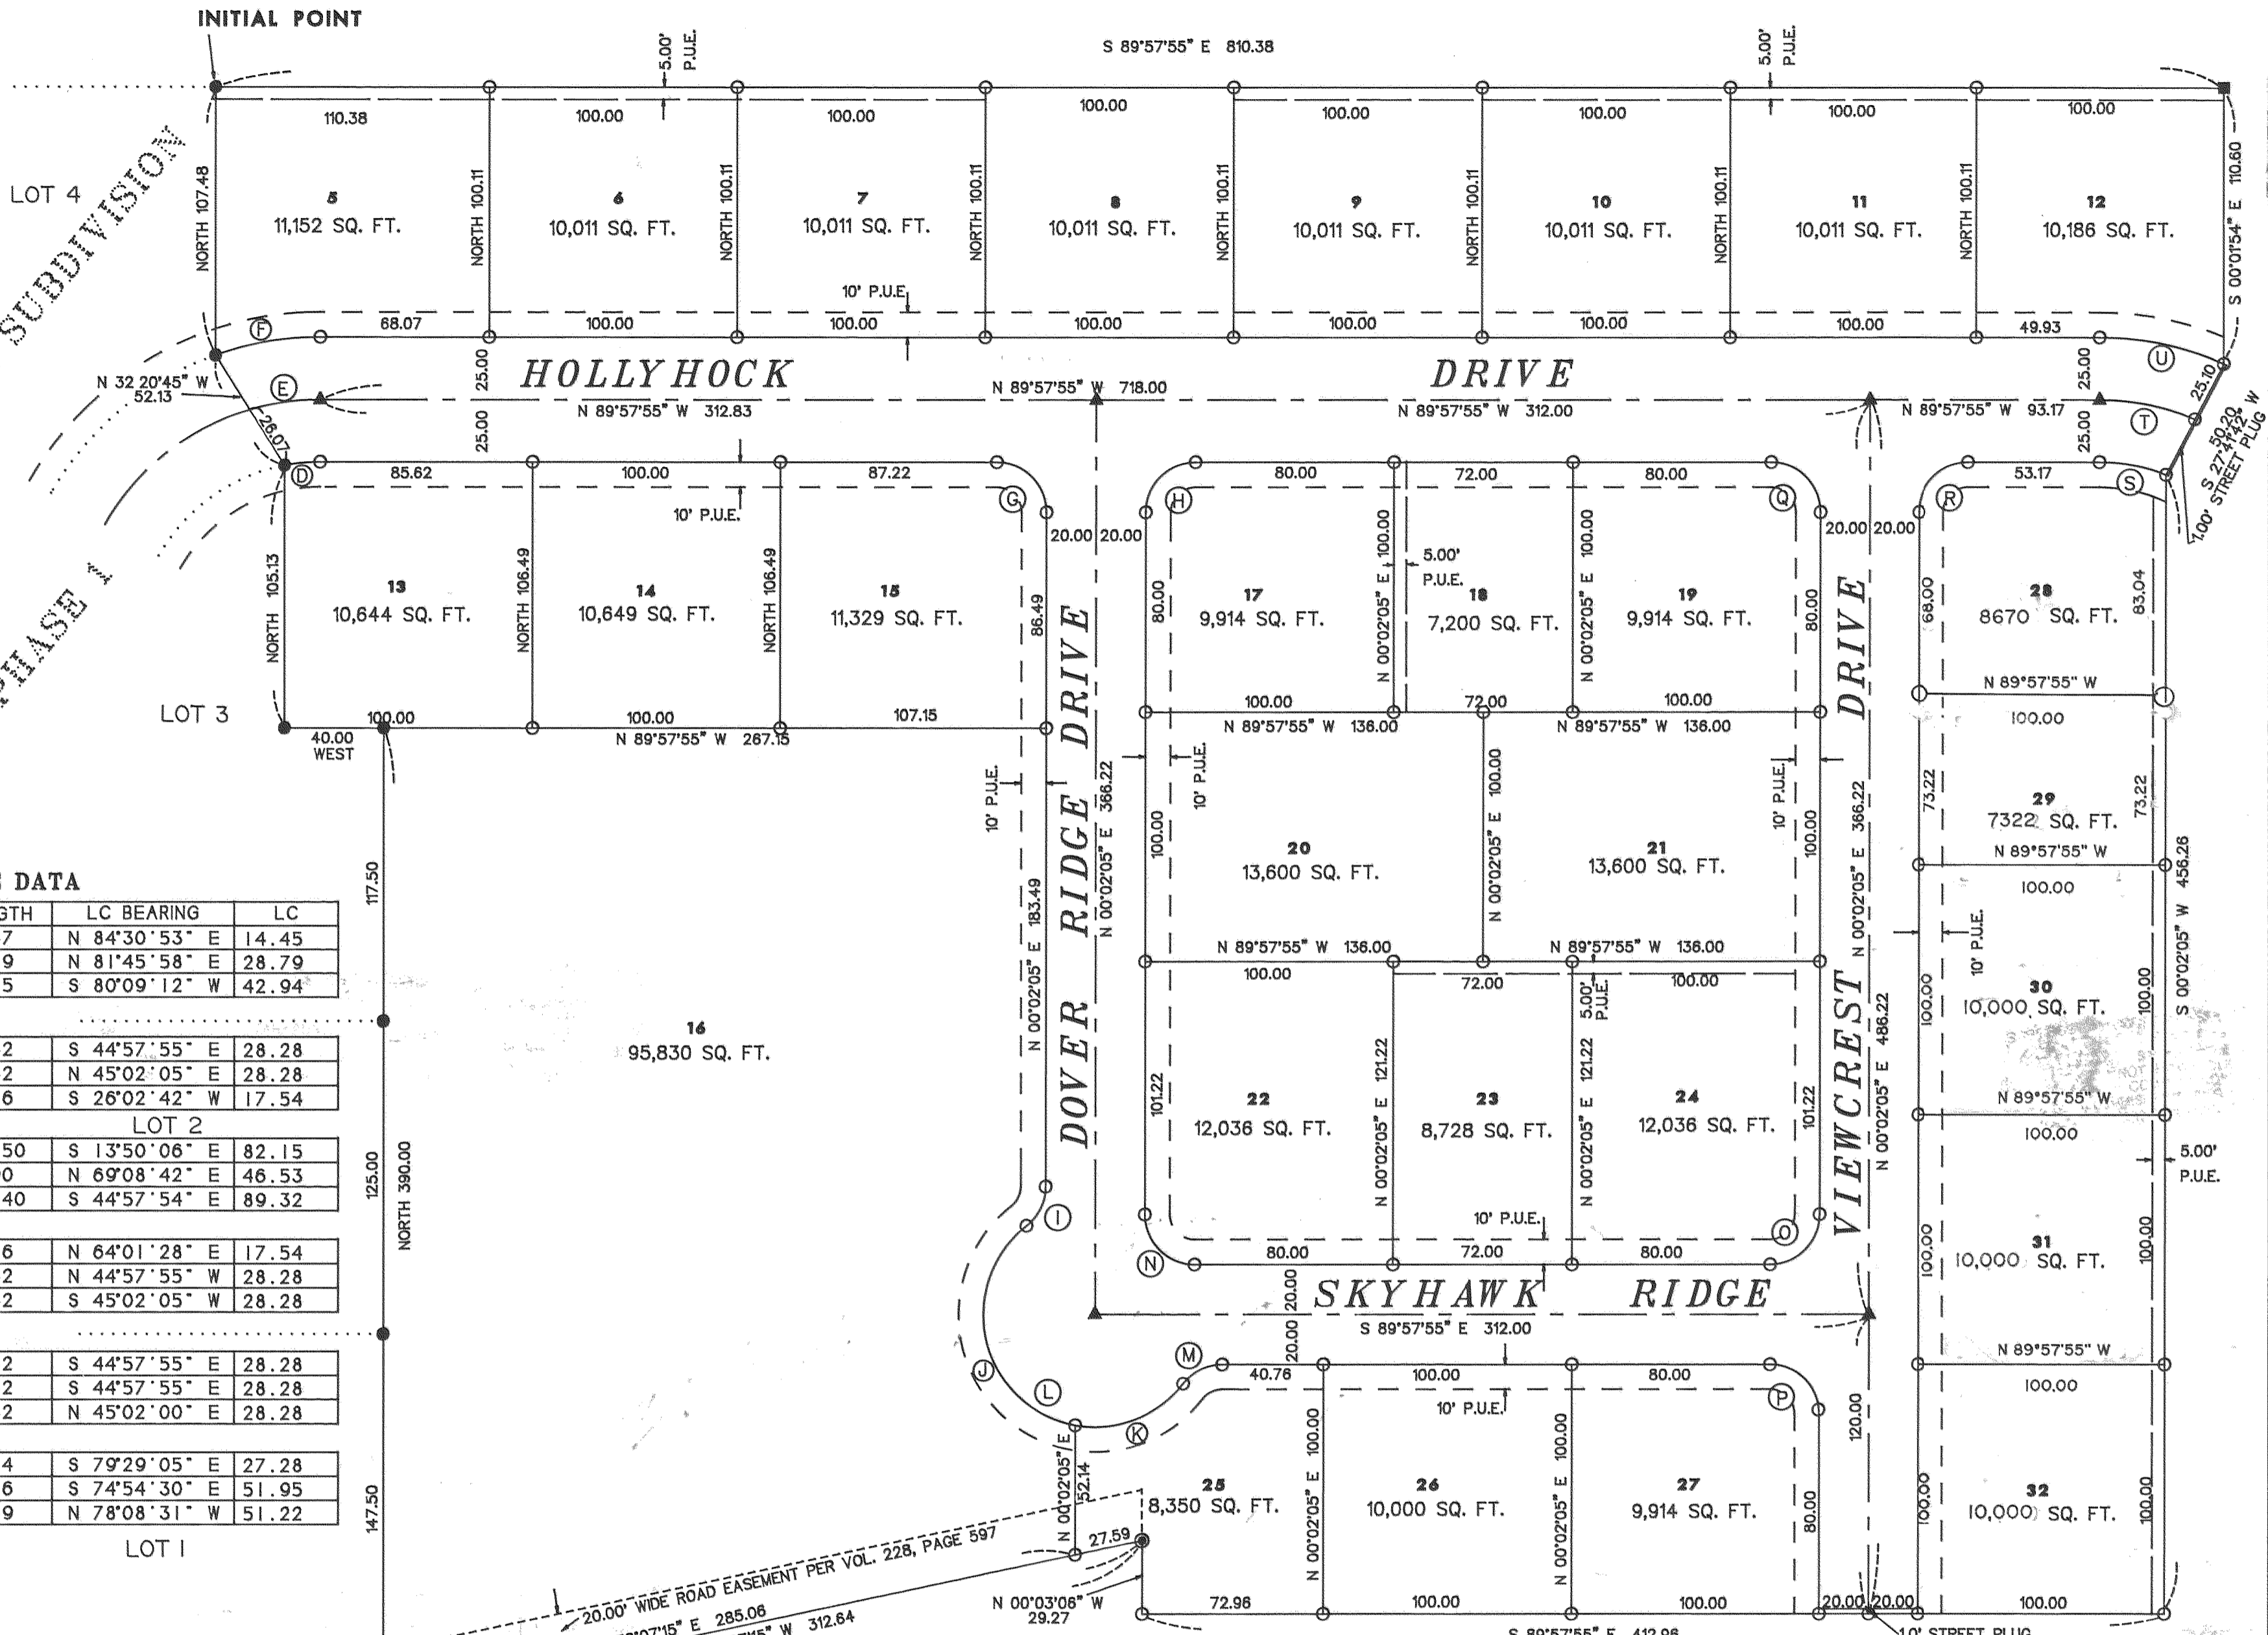 INITIAL POINT
S 89°57'55" E 810.38
5.00'
P.U.E.
5.00'
P.U.E.
110.38
100.00
100.00
100.00
100.00
100.00
100.00
100.00
LOT 4
SUBDIVISION
PHASE 1
NORTH 107.48
5
11,152 SQ. FT.
NORTH 100.11
6
10,011 SQ. FT.
NORTH 100.11
7
10,011 SQ. FT.
NORTH 100.11
8
10,011 SQ. FT.
NORTH 100.11
9
10,011 SQ. FT.
NORTH 100.11
10
10,011 SQ. FT.
NORTH 100.11
11
10,011 SQ. FT.
NORTH 100.11
12
10,186 SQ. FT.
S 00°01'54" E 110.60
10' P.U.E.
F
68.07
100.00
100.00
100.00
100.00
100.00
100.00
49.93
U
N 32 20'45" W
52.13
E
26.07
25.00
25.00
HOLLYHOCK DRIVE
N 89°57'55" W 718.00
N 89°57'55" W 312.83
N 89°57'55" W 312.00
N 89°57'55" W 93.17
25.00
25.00
T
25.10
50.20
S 27°41'42" W
1.00' STREET PLUG
D
85.62
100.00
87.22
G
10' P.U.E.
H
80.00
72.00
80.00
Q
R
53.17
S
20.00 20.00
20.00 20.00
NORTH 105.13
13
10,644 SQ. FT.
NORTH 106.49
14
10,649 SQ. FT.
NORTH 106.49
15
11,329 SQ. FT.
86.49
80.00
17
9,914 SQ. FT.
N 00°02'05" E 100.00
5.00'
P.U.E.
18
7,200 SQ. FT.
N 00°02'05" E 100.00
19
9,914 SQ. FT.
80.00
68.00
28
8670 SQ. FT.
83.04
LOT 3
100.00
100.00
107.15
40.00
WEST
N 89°57'55" W 267.15
100.00
72.00
100.00
N 89°57'55" W 136.00
N 89°57'55" W 136.00
N 89°57'55" W
100.00
DOVER RIDGE DRIVE
N 00°02'05" E 366.22
10' P.U.E.
10' P.U.E.
N 00°02'05" E 183.49
100.00
20
13,600 SQ. FT.
N 00°02'05" E 100.00
21
13,600 SQ. FT.
10' P.U.E.
100.00
VIEWCREST DRIVE
N 00°02'05" E 366.22
N 00°02'05" E 486.22
73.22
29
7322 SQ. FT.
73.22
N 89°57'55" W
100.00
S 00°02'05" W 456.26
10' P.U.E.
N 89°57'55" W 136.00
N 89°57'55" W 136.00
100.00
72.00
100.00
5.00'
P.U.E.
100.00
30
10,000 SQ. FT.
100.00
N 89°57'55" W
100.00
5.00'
P.U.E.
117.50
125.00
147.50
NORTH 390.00
16
95,830 SQ. FT.
101.22
22
12,036 SQ. FT.
N 00°02'05" E 121.22
23
8,728 SQ. FT.
N 00°02'05" E 121.22
24
12,036 SQ. FT.
101.22
I
N
10' P.U.E.
80.00
72.00
80.00
O
100.00
31
10,000 SQ. FT.
100.00
N 89°57'55" W
100.00
20.00
20.00
SKYHAWK RIDGE
S 89°57'55" E 312.00
J
L
K
M
40.76
100.00
80.00
P
10' P.U.E.
120.00
N 00°02'05" E
52.14
27.59
25
8,350 SQ. FT.
N 00°02'05" E 100.00
26
10,000 SQ. FT.
N 00°02'05" E 100.00
27
9,914 SQ. FT.
80.00
100.00
32
10,000 SQ. FT.
100.00
20.00' WIDE ROAD EASEMENT PER VOL. 228, PAGE 597
07'15" E 285.06
W 312.64
N 00°03'06" W
29.27
72.96
100.00
100.00
20.00 20.00
100.00
S 89°57'55" E 412.96
1.0' STREET PLUG
DATA
GTH LC BEARING LC
7 N 84°30'53" E 14.45
9 N 81°45'58" E 28.79
5 S 80°09'12" W 42.94
2 S 44°57'55" E 28.28
2 N 45°02'05" E 28.28
6 S 26°02'42" W 17.54
LOT 2
50 S 13°50'06" E 82.15
0 N 69°08'42" E 46.53
40 S 44°57'54" E 89.32
6 N 64°01'28" E 17.54
2 N 44°57'55" W 28.28
2 S 45°02'05" W 28.28
2 S 44°57'55" E 28.28
2 S 44°57'55" E 28.28
2 N 45°02'00" E 28.28
4 S 79°29'05" E 27.28
6 S 74°54'30" E 51.95
9 N 78°08'31" W 51.22
LOT 1